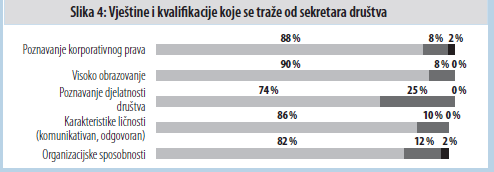 Slika 4: Vještine i kvalifikacije koje se traže od sekretara društva
Poznavanje korporativnog prava 88% 8% 2%
Visoko obrazovanje 90% 8% 0%
Poznavanje djelatnosti
društva 74% 25% 0%
Karakteristike ličnosti
(komunikativan, odgovoran) 86% 10% 0%
Organizacijske sposobnosti 82% 12% 2%